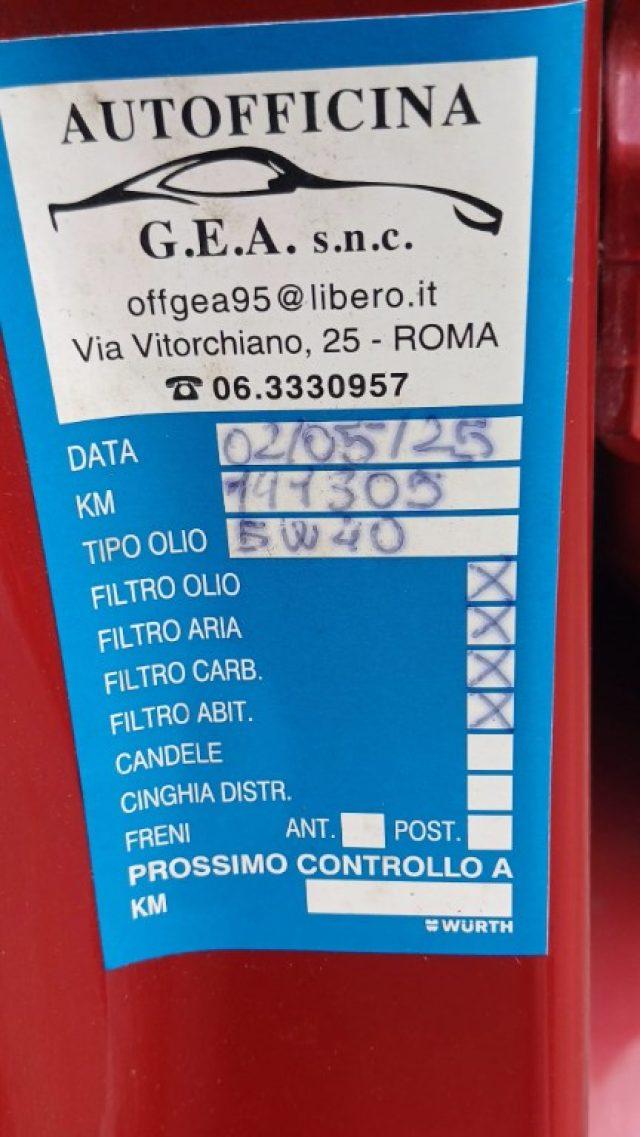 AUTOFFICINA
G.E.A. s.n.c.
offgea95@libero.it
Via Vitorchiano, 25 - ROMA
☎ 06.3330957
DATA 02/05/25
KM 141309
TIPO OLIO 5W40
FILTRO OLIO X
FILTRO ARIA X
FILTRO CARB. X
FILTRO ABIT. X
CANDELE
CINGHIA DISTR.
FRENI ANT. POST.
PROSSIMO CONTROLLO A
KM
WÜRTH